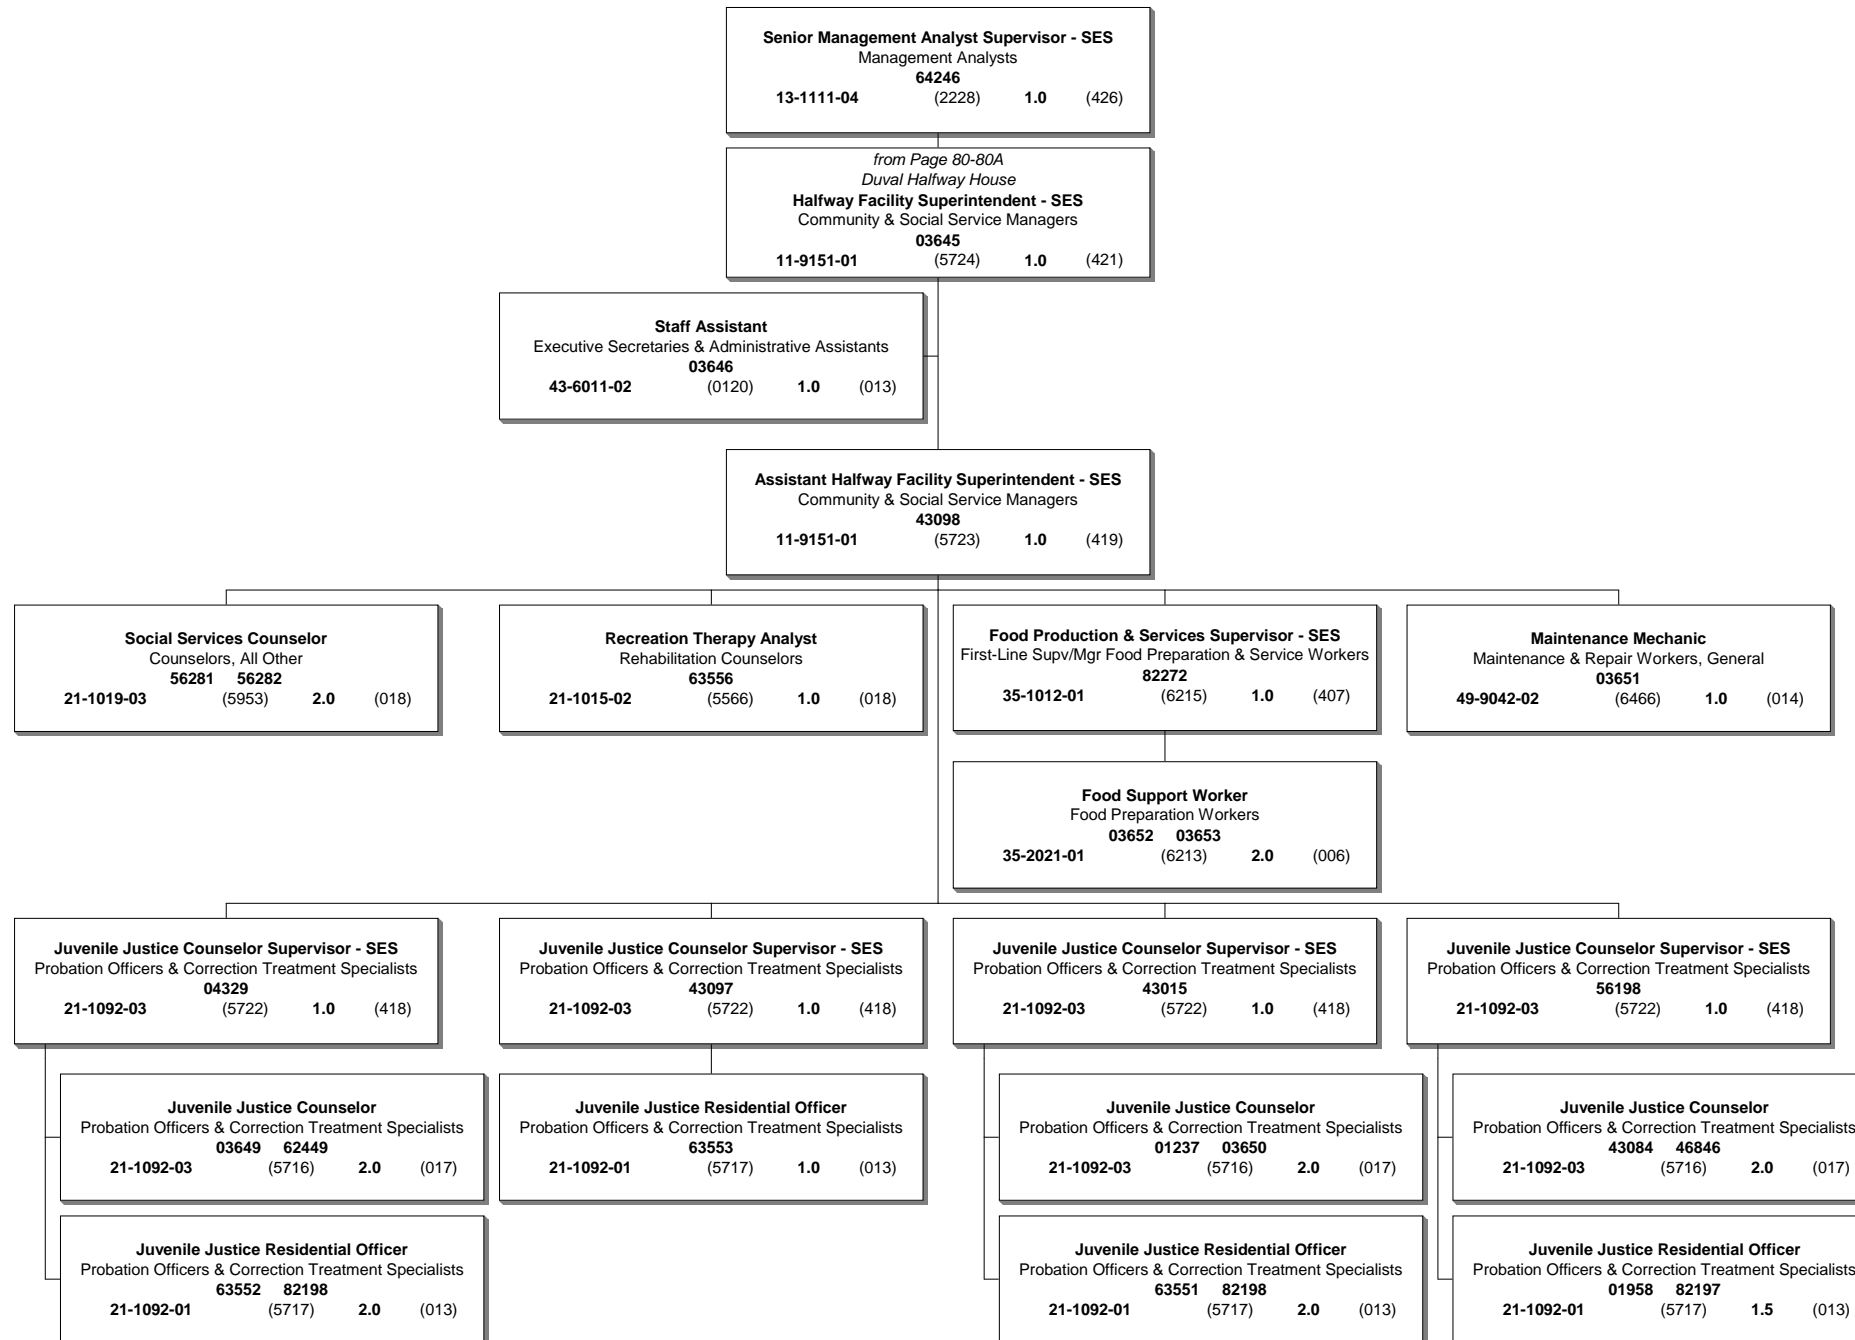 Senior Management Analyst Supervisor - SES
Management Analysts
64246
13-1111-04 (2228) 1.0 (426)
from Page 80-80A
Duval Halfway House
Halfway Facility Superintendent - SES
Community & Social Service Managers
03645
11-9151-01 (5724) 1.0 (421)
Staff Assistant
Executive Secretaries & Administrative Assistants
03646
43-6011-02 (0120) 1.0 (013)
Assistant Halfway Facility Superintendent - SES
Community & Social Service Managers
43098
11-9151-01 (5723) 1.0 (419)
Social Services Counselor
Counselors, All Other
56281 56282
21-1019-03 (5953) 2.0 (018)
Recreation Therapy Analyst
Rehabilitation Counselors
63556
21-1015-02 (5566) 1.0 (018)
Food Production & Services Supervisor - SES
First-Line Supv/Mgr Food Preparation & Service Workers
82272
35-1012-01 (6215) 1.0 (407)
Maintenance Mechanic
Maintenance & Repair Workers, General
03651
49-9042-02 (6466) 1.0 (014)
Food Support Worker
Food Preparation Workers
03652 03653
35-2021-01 (6213) 2.0 (006)
Juvenile Justice Counselor Supervisor - SES
Probation Officers & Correction Treatment Specialists
04329
21-1092-03 (5722) 1.0 (418)
Juvenile Justice Counselor Supervisor - SES
Probation Officers & Correction Treatment Specialists
43097
21-1092-03 (5722) 1.0 (418)
Juvenile Justice Counselor Supervisor - SES
Probation Officers & Correction Treatment Specialists
43015
21-1092-03 (5722) 1.0 (418)
Juvenile Justice Counselor Supervisor - SES
Probation Officers & Correction Treatment Specialists
56198
21-1092-03 (5722) 1.0 (418)
Juvenile Justice Counselor
Probation Officers & Correction Treatment Specialists
03649 62449
21-1092-03 (5716) 2.0 (017)
Juvenile Justice Residential Officer
Probation Officers & Correction Treatment Specialists
63553
21-1092-01 (5717) 1.0 (013)
Juvenile Justice Counselor
Probation Officers & Correction Treatment Specialists
01237 03650
21-1092-03 (5716) 2.0 (017)
Juvenile Justice Counselor
Probation Officers & Correction Treatment Specialists
43084 46846
21-1092-03 (5716) 2.0 (017)
Juvenile Justice Residential Officer
Probation Officers & Correction Treatment Specialists
63552 82198
21-1092-01 (5717) 2.0 (013)
Juvenile Justice Residential Officer
Probation Officers & Correction Treatment Specialists
63551 82198
21-1092-01 (5717) 2.0 (013)
Juvenile Justice Residential Officer
Probation Officers & Correction Treatment Specialists
01958 82197
21-1092-01 (5717) 1.5 (013)